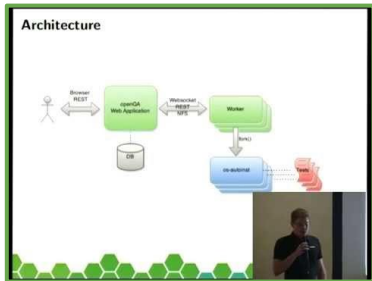 Architecture
Browser
REST
openQA
Web Application
Websocket
REST
NFS
Worker
fork()
DB
os-autoinst
Tests